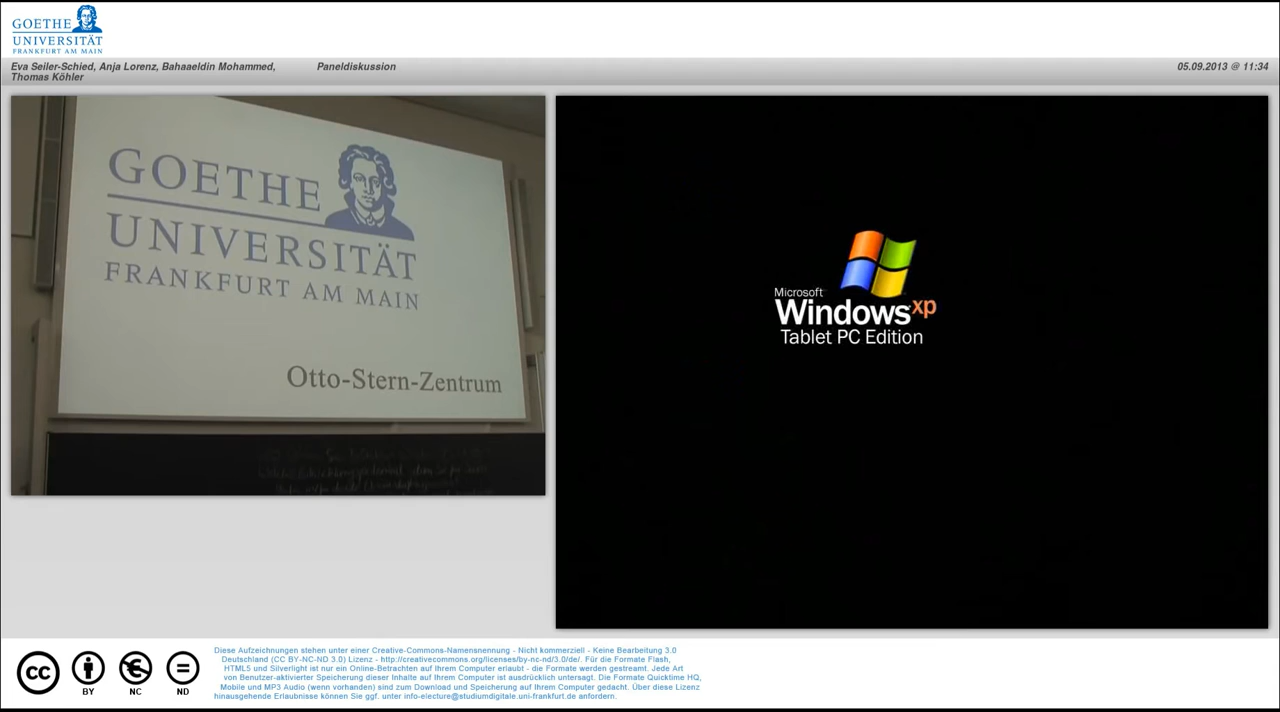 GOETHE
UNIVERSITÄT
FRANKFURT AM MAIN
Eva Seiler-Schied, Anja Lorenz, Bahaaeldin Mohammed,
Thomas Köhler
Paneldiskussion
05.09.2013 @ 11:34
GOETHE
UNIVERSITÄT
FRANKFURT AM MAIN
Otto-Stern-Zentrum
Microsoft
Windows xp
Tablet PC Edition
cc
BY
NC
ND
Diese Aufzeichnungen stehen unter einer Creative-Commons-Namensnennung - Nicht kommerziell - Keine Bearbeitung 3.0
Deutschland (CC BY-NC-ND 3.0) Lizenz - http://creativecommons.org/licenses/by-nc-nd/3.0/de/. Für die Formate Flash,
HTML5 und Silverlight ist nur ein Online-Betrachten auf Ihrem Computer erlaubt - die Formate werden gestreamt. Jede Art
von Benutzer-aktivierter Speicherung dieser Inhalte auf Ihrem Computer ist ausdrücklich untersagt. Die Formate Quicktime HQ,
Mobile und MP3 Audio (wenn vorhanden) sind zum Download und Speicherung auf Ihrem Computer gedacht. Über diese Lizenz
hinausgehende Erlaubnisse können Sie ggf. unter info-electure@studiumdigitale.uni-frankfurt.de anfordern.